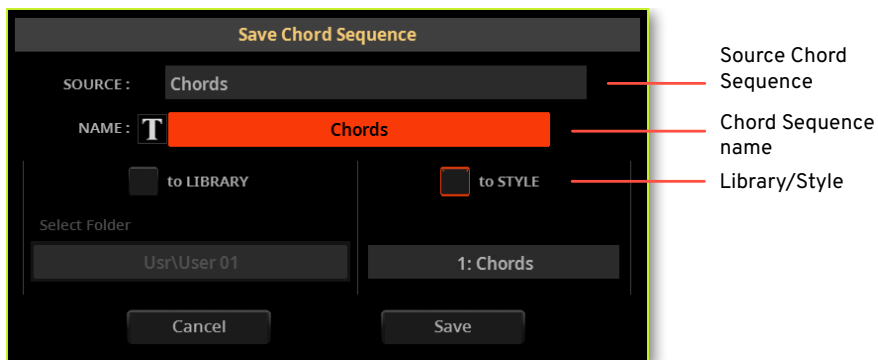 Save Chord Sequence
SOURCE: Chords
NAME: T Chords
to LIBRARY
to STYLE
Select Folder
Usr\User 01
1: Chords
Cancel
Save
Source Chord
Sequence
Chord Sequence
name
Library/Style